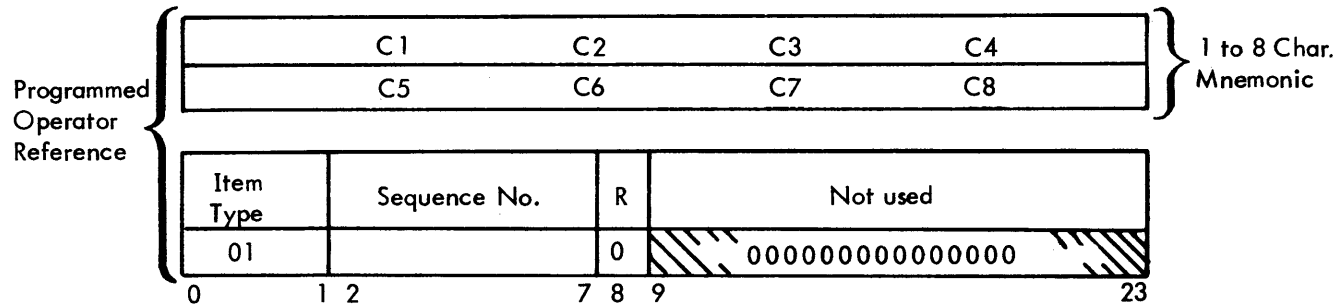 C1 C2 C3 C4
C5 C6 C7 C8
1 to 8 Char.
Mnemonic
Programmed
Operator
Reference
Item
Type
Sequence No.
R
Not used
01
0
000000000000000
0 1 2 7 8 9 23